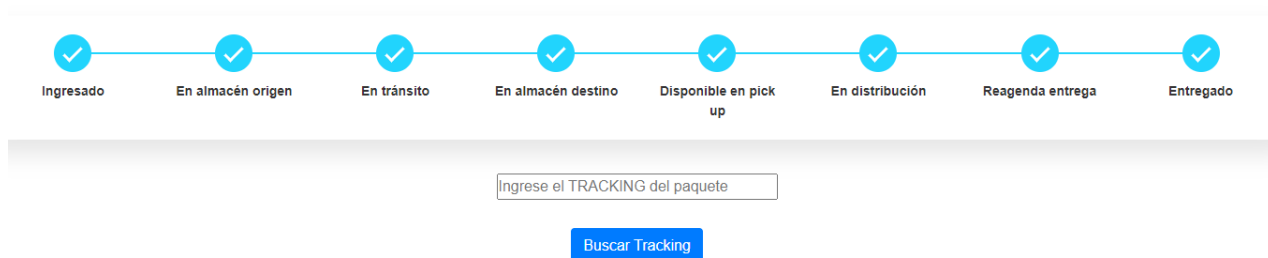 Ingresado
En almacén origen
En tránsito
En almacén destino
Disponible en pick
up
En distribución
Reagenda entrega
Entregado
Ingrese el TRACKING del paquete
Buscar Tracking